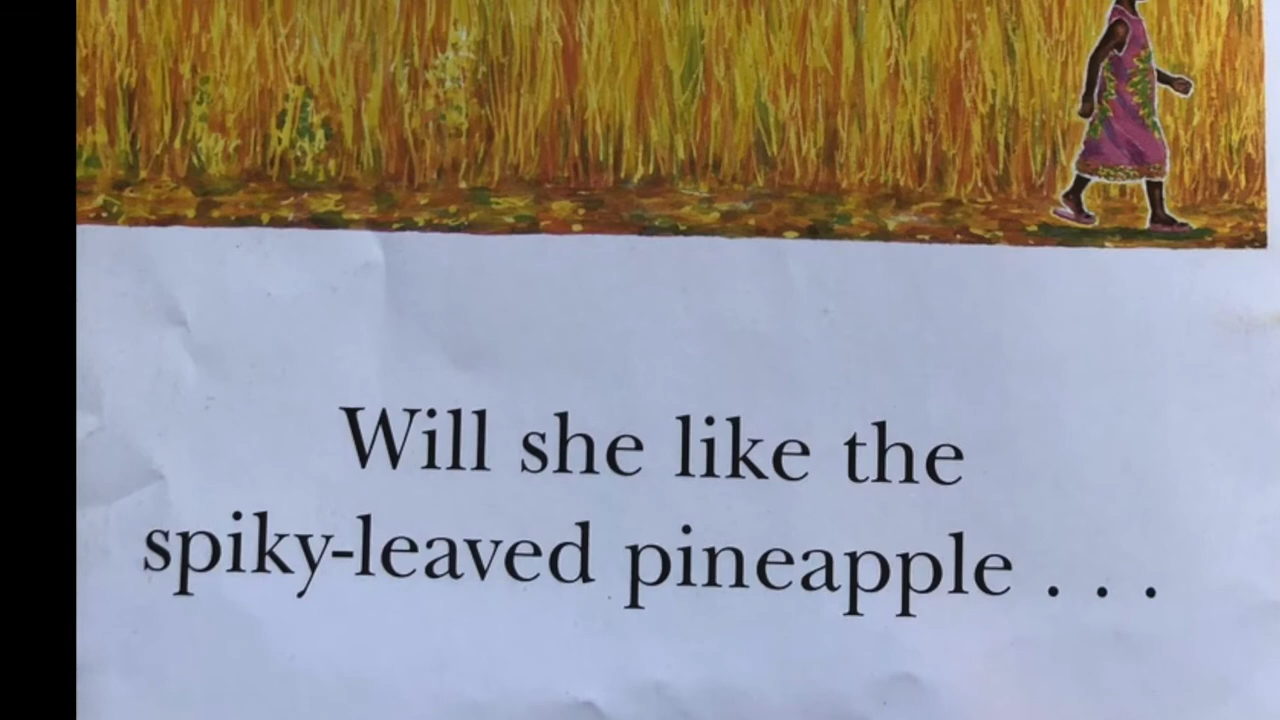 Will she like the
spiky-leaved pineapple . . .